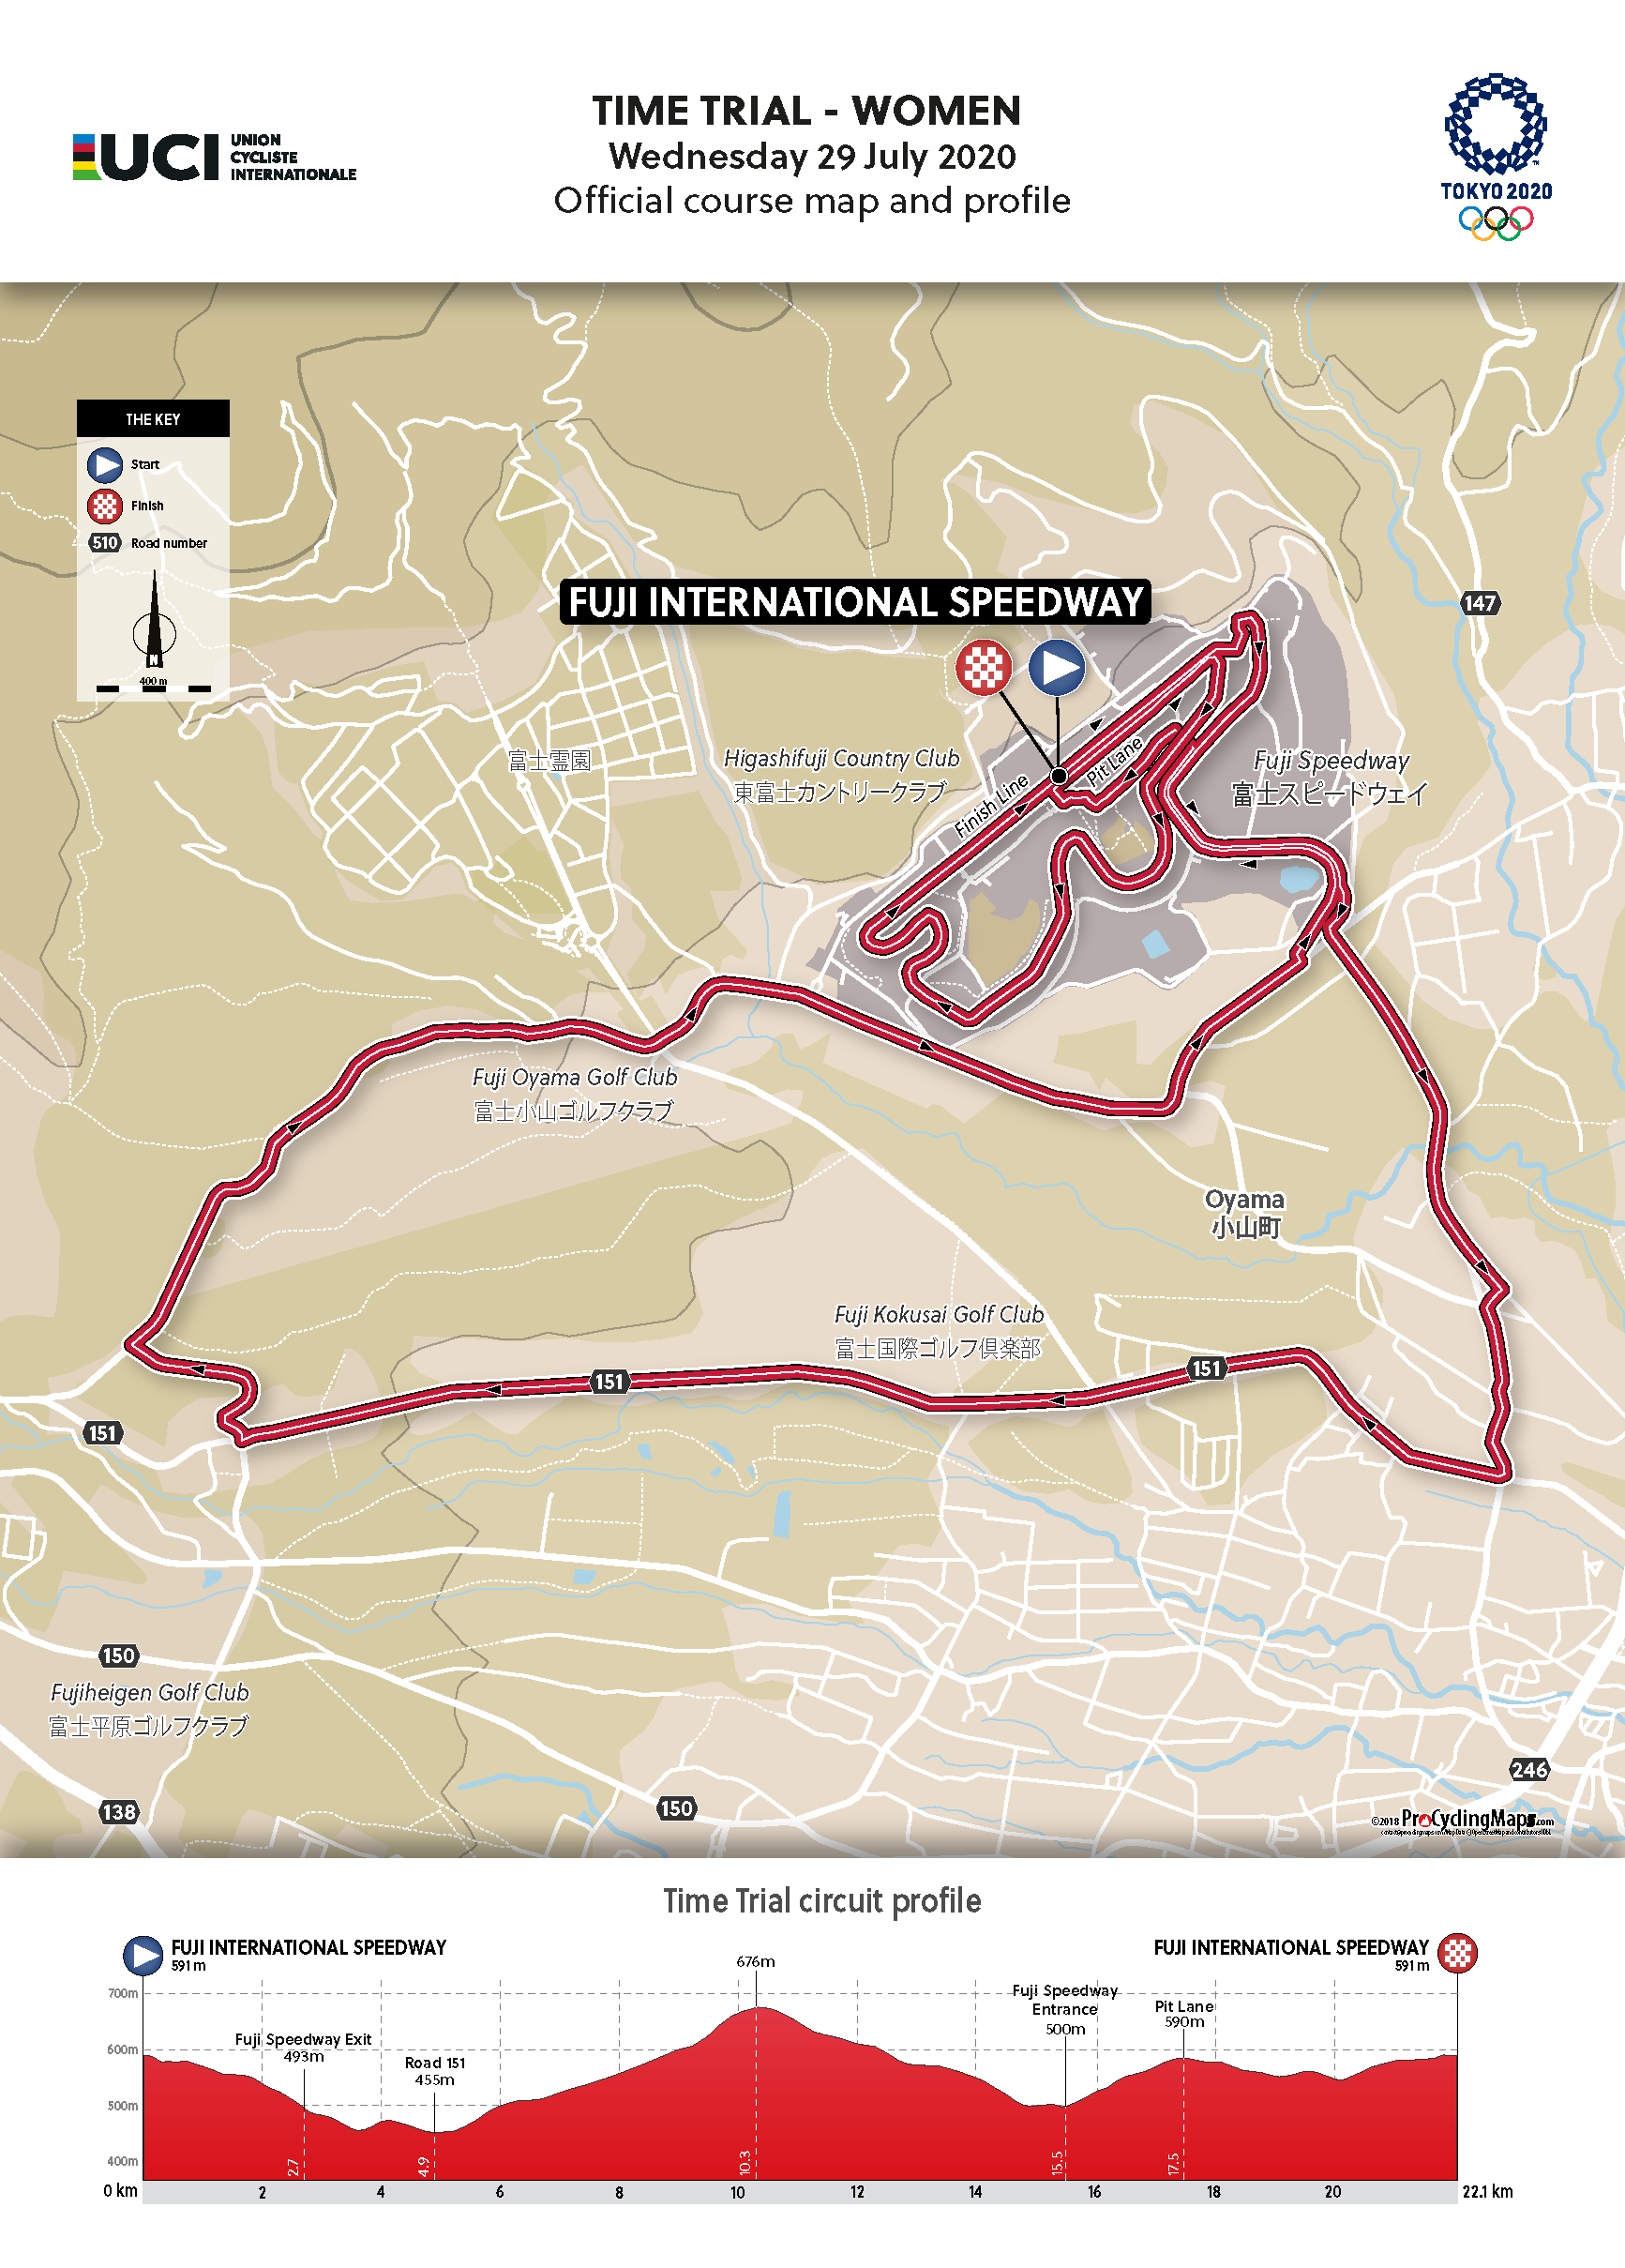 TIME TRIAL - WOMEN
Wednesday 29 July 2020
Official course map and profile
UCI
UNION
CYCLISTE
INTERNATIONALE
TOKYO 2020
THE KEY
Start
Finish
510 Road number
N
400 m
FUJI INTERNATIONAL SPEEDWAY
147
富士霊園
Higashifuji Country Club
東富士カントリークラブ
Finish Line
Pit Lane
Fuji Speedway
富士スピードウェイ
Fuji Oyama Golf Club
富士小山ゴルフクラブ
Oyama
小山町
Fuji Kokusai Golf Club
富士国際ゴルフ倶楽部
151
151
151
150
Fujiheigen Golf Club
富士平原ゴルフクラブ
138
150
246
©2018 ProCyclingMaps.com
Time Trial circuit profile
FUJI INTERNATIONAL SPEEDWAY
591 m
FUJI INTERNATIONAL SPEEDWAY
591 m
700m
600m
500m
400m
Fuji Speedway Exit
493m
Road 151
455m
676m
Fuji Speedway
Entrance
500m
Pit Lane
590m
2.7
4.9
10.3
15.5
17.5
0 km 2 4 6 8 10 12 14 16 18 20 22.1 km